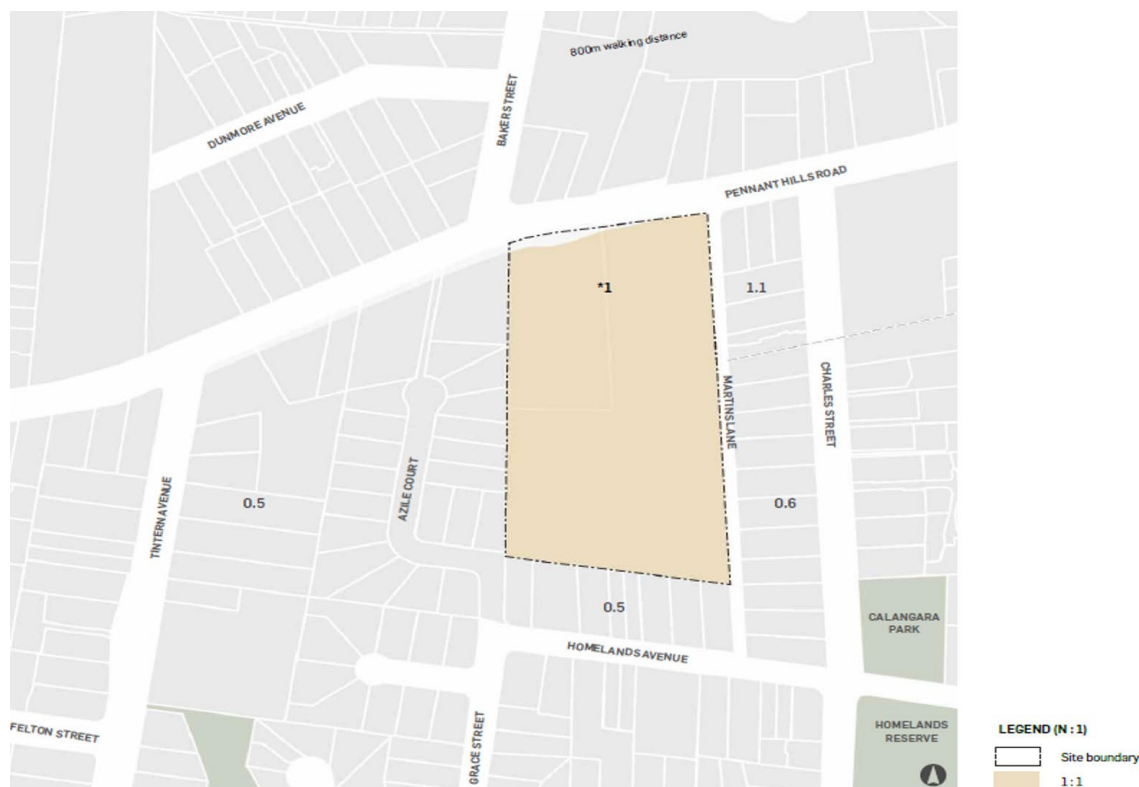 800m walking distance
DUNMORE AVENUE
BAKER STREET
PENNANT HILLS ROAD
*1
1.1
MARTINS LANE
CHARLES STREET
AZILE COURT
TINTERN AVENUE
0.5
0.6
0.5
CALANGARA
PARK
HOMELANDS AVENUE
FELTON STREET
GRACE STREET
HOMELANDS
RESERVE
LEGEND (N : 1)
Site boundary
1 : 1